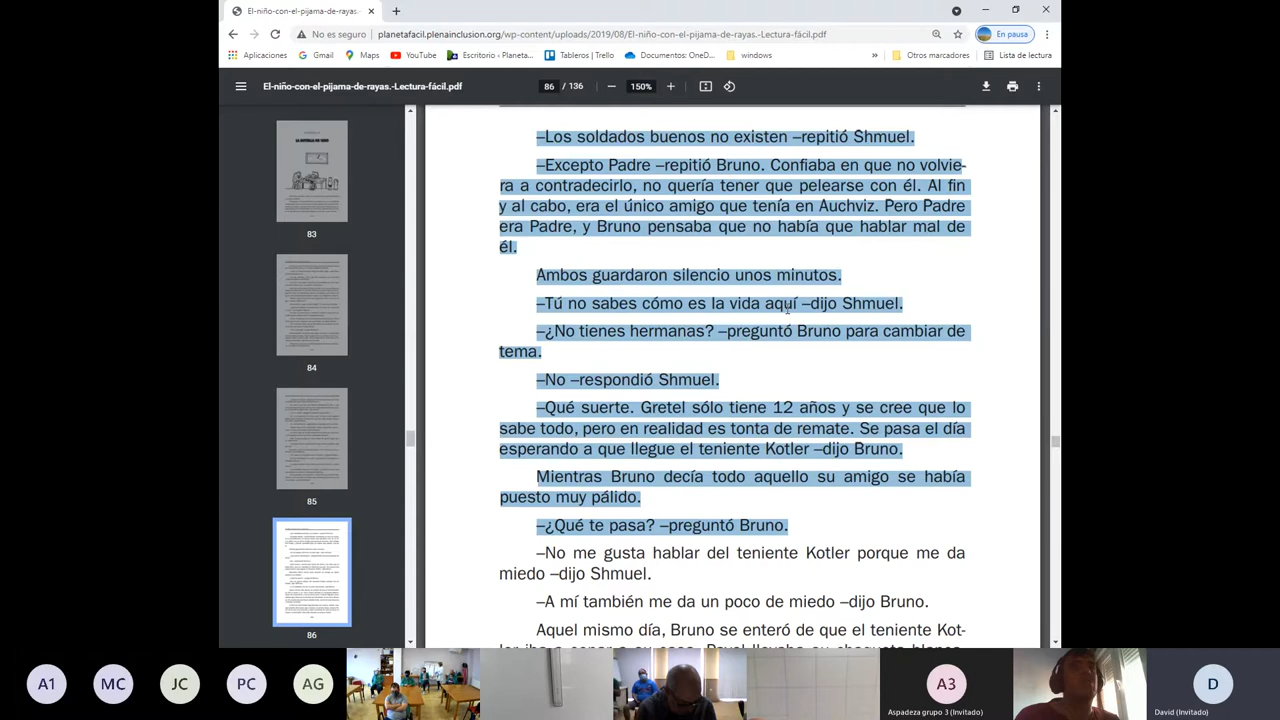 El-niño-con-el-pijama-de-rayas.-
En pausa
No es seguro
planetafacil.plenainclusion.org/wp-content/uploads/2019/08/El-niño-con-el-pijama-de-rayas.-Lectura-fácil.pdf
Aplicaciones Gmail Maps YouTube Escritorio - Planeta... Tableros | Trello Documentos: OneD... windows » Otros marcadores Lista de lectura
El-niño-con-el-pijama-de-rayas.-Lectura-fácil.pdf 86 / 136 150%
83
84
85
86
–Los soldados buenos no existen –repitió Shmuel.
–Excepto Padre –repitió Bruno. Confiaba en que no volvie-
ra a contradecirlo, no quería tener que pelearse con él. Al fin
y al cabo, era el único amigo que tenía en Auchviz. Pero Padre
era Padre, y Bruno pensaba que no había que hablar mal de
él.
Ambos guardaron silencio unos minutos.
–Tú no sabes cómo es la vida aquí –dijo Shmuel.
–¿No tienes hermanas? –preguntó Bruno para cambiar de
tema.
–No –respondió Shmuel.
–Qué suerte. Gretel sólo tiene 12 años y se cree que lo
sabe todo, pero en realidad es tonta de remate. Se pasa el día
esperando a que llegue el teniente Kotler –dijo Bruno.
Mientras Bruno decía todo aquello su amigo se había
puesto muy pálido.
–¿Qué te pasa? –preguntó Bruno.
–No me gusta hablar del teniente Kotler porque me da
miedo –dijo Shmuel.
–A mí también me da un poco de miedo –dijo Bruno.
Aquel mismo día, Bruno se enteró de que el teniente Kot-
ler iba a cenar a su casa. Pavel llevaba su chaqueta blanca
A1 MC JC PC AG A3 D
Aspadeza grupo 3 (Invitado)
David (Invitado)